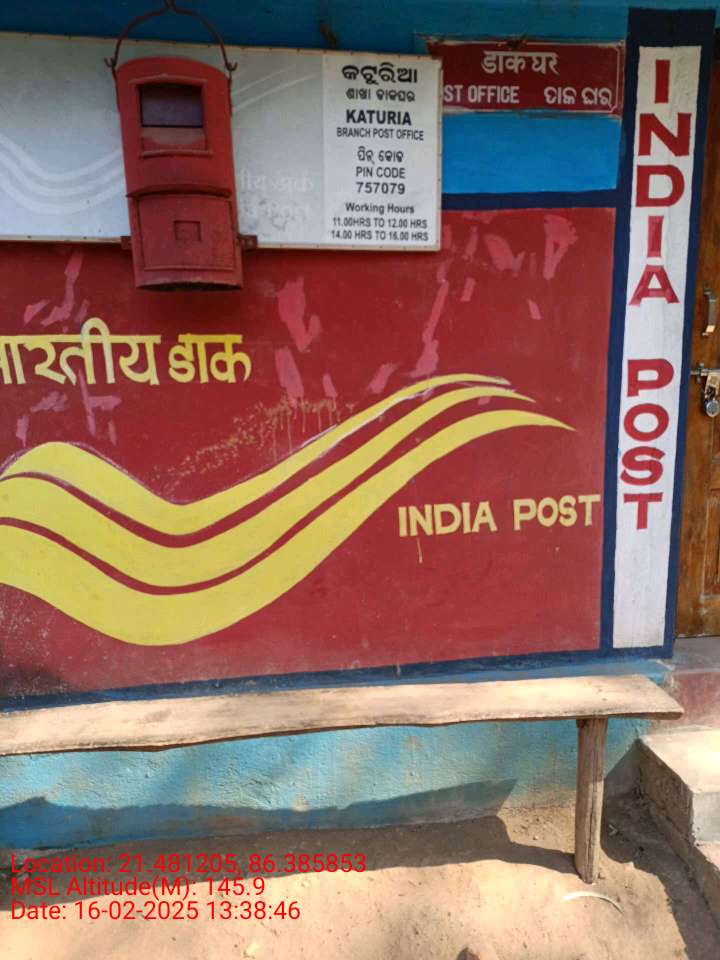 କଟୁରିଆ
ଶାଖା ଡାକଘର
KATURIA
BRANCH POST OFFICE
ପିନ୍ କୋଡ
PIN CODE
757079
Working Hours
11.00HRS TO 12.00 HRS
14.00 HRS TO 16.00 HRS
डाक घर
ST OFFICE ଡାକ ଘର
INDIA POST
भारतीय डाक
INDIA POST
Location: 21.481205, 86.385853
MSL Altitude(M): 145.9
Date: 16-02-2025 13:38:46